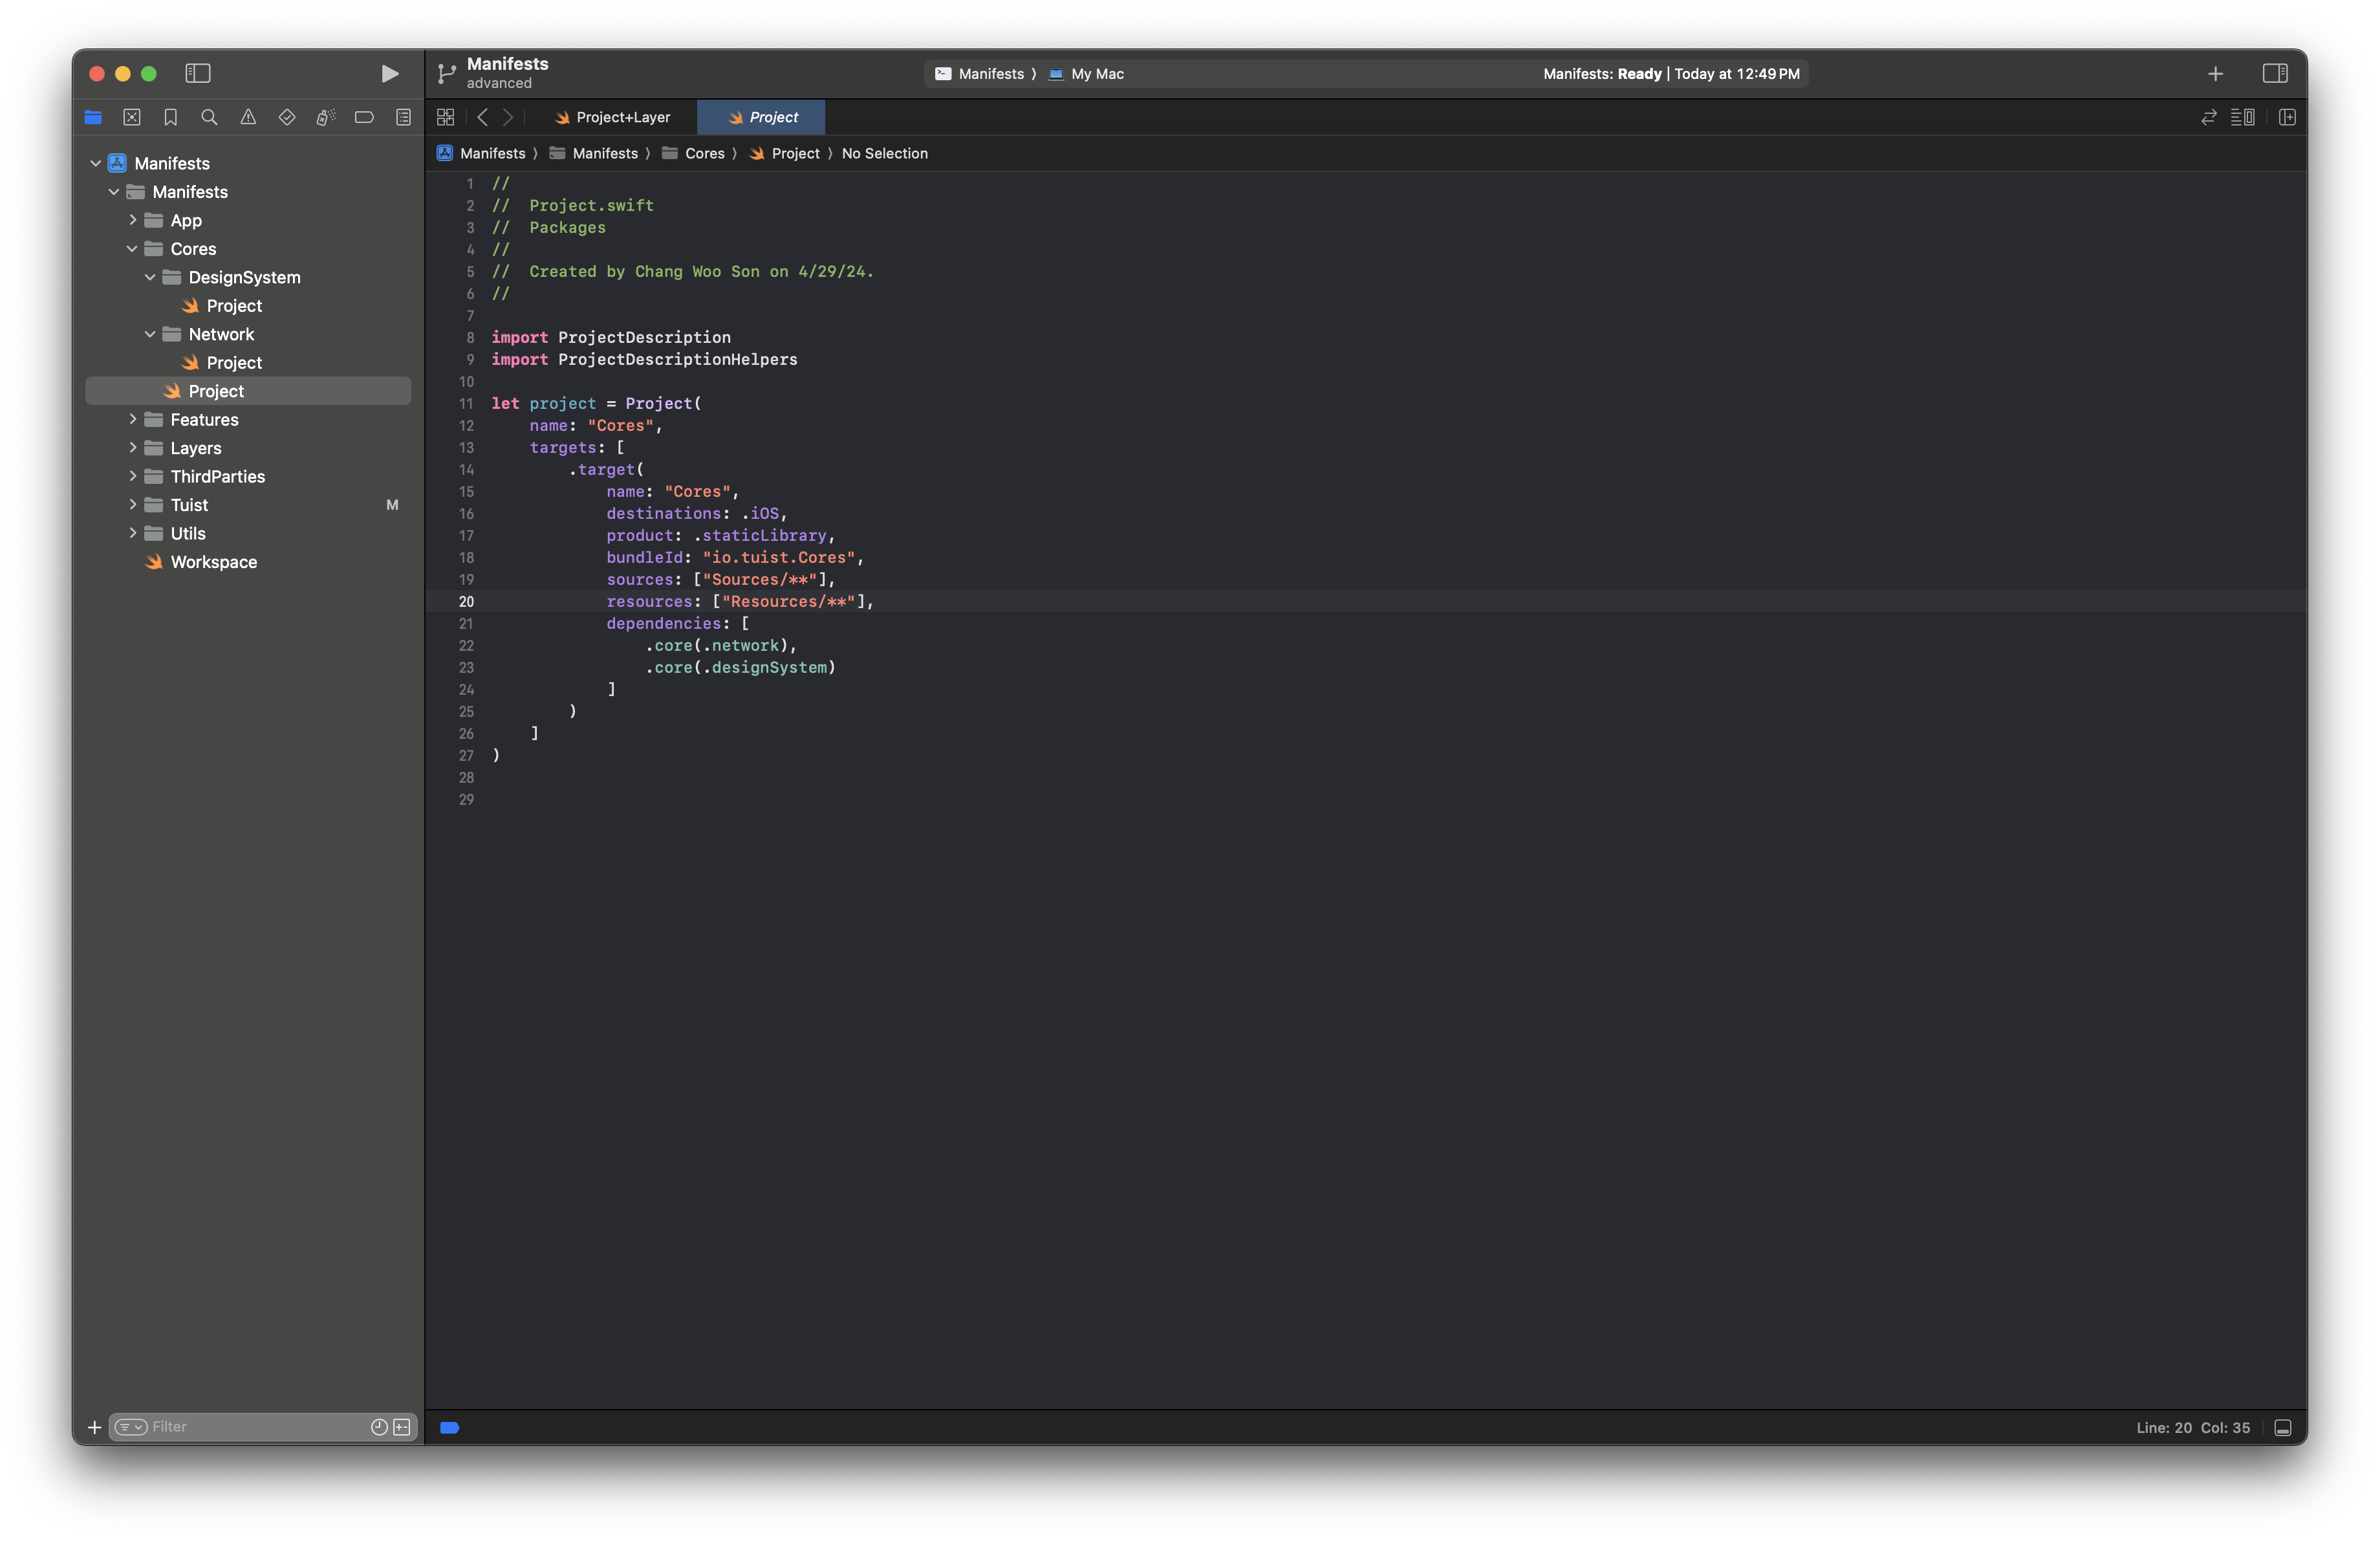 Manifests
advanced
Manifests 〉 My Mac
Manifests: Ready | Today at 12:49 PM
Project+Layer
Project
Manifests 〉 Manifests 〉 Cores 〉 Project 〉 No Selection
Manifests
Manifests
App
Cores
DesignSystem
Project
Network
Project
Project
Features
Layers
ThirdParties
Tuist M
Utils
Workspace
1 //
2 //  Project.swift
3 //  Packages
4 //
5 //  Created by Chang Woo Son on 4/29/24.
6 //
7
8 import ProjectDescription
9 import ProjectDescriptionHelpers
10
11 let project = Project(
12     name: "Cores",
13     targets: [
14         .target(
15             name: "Cores",
16             destinations: .iOS,
17             product: .staticLibrary,
18             bundleId: "io.tuist.Cores",
19             sources: ["Sources/**"],
20             resources: ["Resources/**"],
21             dependencies: [
22                 .core(.network),
23                 .core(.designSystem)
24             ]
25         )
26     ]
27 )
28
29
Filter
Line: 20 Col: 35